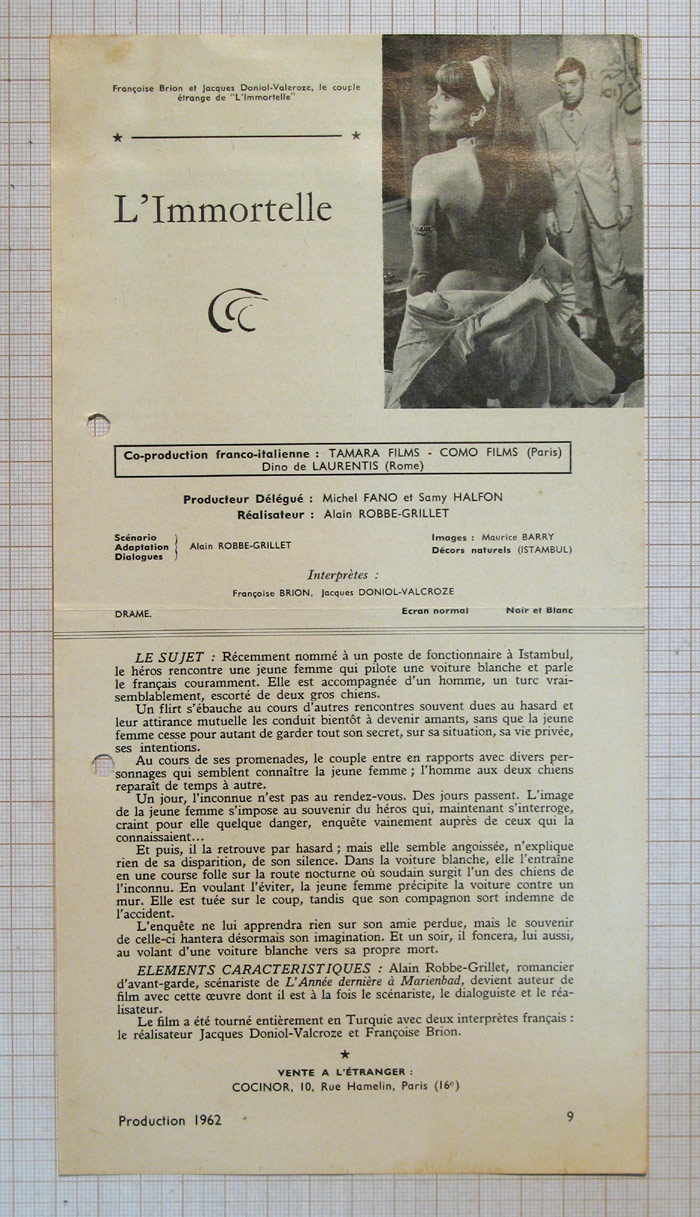 Françoise Brion et Jacques Doniol-Valeroze, le couple
étrange de "L'Immortelle"
L'Immortelle
Co-production franco-italienne : TAMARA FILMS - COMO FILMS (Paris)
Dino de LAURENTIS (Rome)
Producteur Délégué : Michel FANO et Samy HALFON
Réalisateur : Alain ROBBE-GRILLET
Scénario
Adaptation
Dialogues
Alain ROBBE-GRILLET
Images : Maurice BARRY
Décors naturels (ISTAMBUL)
Interprètes :
Françoise BRION, Jacques DONIOL-VALCROZE
DRAME. Ecran normal Noir et Blanc
LE SUJET : Récemment nommé à un poste de fonctionnaire à Istambul,
le héros rencontre une jeune femme qui pilote une voiture blanche et parle
le français couramment. Elle est accompagnée d'un homme, un turc vrai-
semblablement, escorté de deux gros chiens.
Un flirt s'ébauche au cours d'autres rencontres souvent dues au hasard et
leur attirance mutuelle les conduit bientôt à devenir amants, sans que la jeune
femme cesse pour autant de garder tout son secret, sur sa situation, sa vie privée,
ses intentions.
Au cours de ses promenades, le couple entre en rapports avec divers per-
sonnages qui semblent connaître la jeune femme ; l'homme aux deux chiens
reparaît de temps à autre.
Un jour, l'inconnue n'est pas au rendez-vous. Des jours passent. L'image
de la jeune femme s'impose au souvenir du héros qui, maintenant s'interroge,
craint pour elle quelque danger, enquête vainement auprès de ceux qui la
connaissaient...
Et puis, il la retrouve par hasard ; mais elle semble angoissée, n'explique
rien de sa disparition, de son silence. Dans la voiture blanche, elle l'entraîne
en une course folle sur la route nocturne où soudain surgit l'un des chiens de
l'inconnu. En voulant l'éviter, la jeune femme précipite la voiture contre un
mur. Elle est tuée sur le coup, tandis que son compagnon sort indemne de
l'accident.
L'enquête ne lui apprendra rien sur son amie perdue, mais le souvenir
de celle-ci hantera désormais son imagination. Et un soir, il foncera, lui aussi,
au volant d'une voiture blanche vers sa propre mort.
ELEMENTS CARACTERISTIQUES : Alain Robbe-Grillet, romancier
d'avant-garde, scénariste de L'Année dernière à Marienbad, devient auteur de
film avec cette œuvre dont il est à la fois le scénariste, le dialoguiste et le réa-
lisateur.
Le film a été tourné entièrement en Turquie avec deux interprètes français :
le réalisateur Jacques Doniol-Valcroze et Françoise Brion.
VENTE A L'ÉTRANGER :
COCINOR, 10, Rue Hamelin, Paris (16e)
Production 1962 9